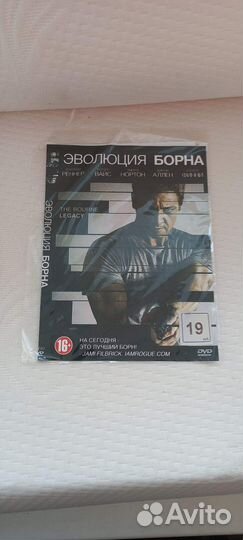 ЭВОЛЮЦИЯ БОРНА
РЕННЕР ВАЙС НОРТОН АЛЛЕН ФИННИ
THE BOURNE
LEGACY
ЭВОЛЮЦИЯ БОРНА
19
16+
НА СЕГОДНЯ -
ЭТО ЛУЧШИЙ БОРН!
JAMI FILBRICK, IAMROGUE.COM
DVD
Avito